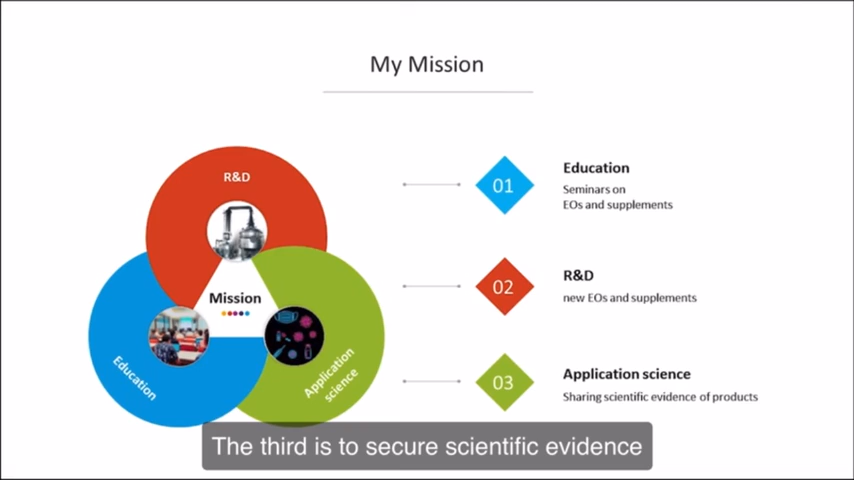 My Mission
R&D
Mission
Education
Application
science
01
Education
Seminars on
EOs and supplements
02
R&D
new EOs and supplements
03
Application science
Sharing scientific evidence of products
The third is to secure scientific evidence